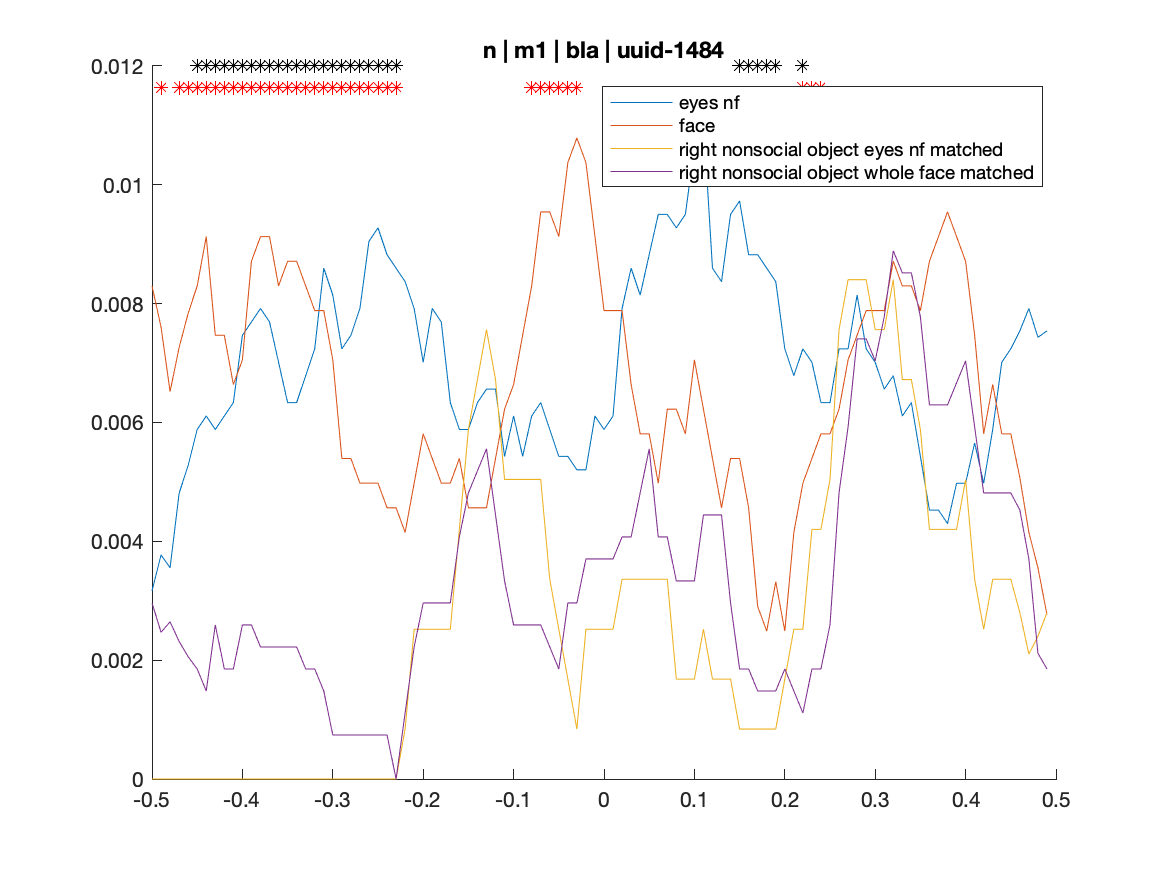 n | m1 | bla | uuid-1484
eyes nf
face
right nonsocial object eyes nf matched
right nonsocial object whole face matched
0.012
0.01
0.008
0.006
0.004
0.002
0
-0.5 -0.4 -0.3 -0.2 -0.1 0 0.1 0.2 0.3 0.4 0.5